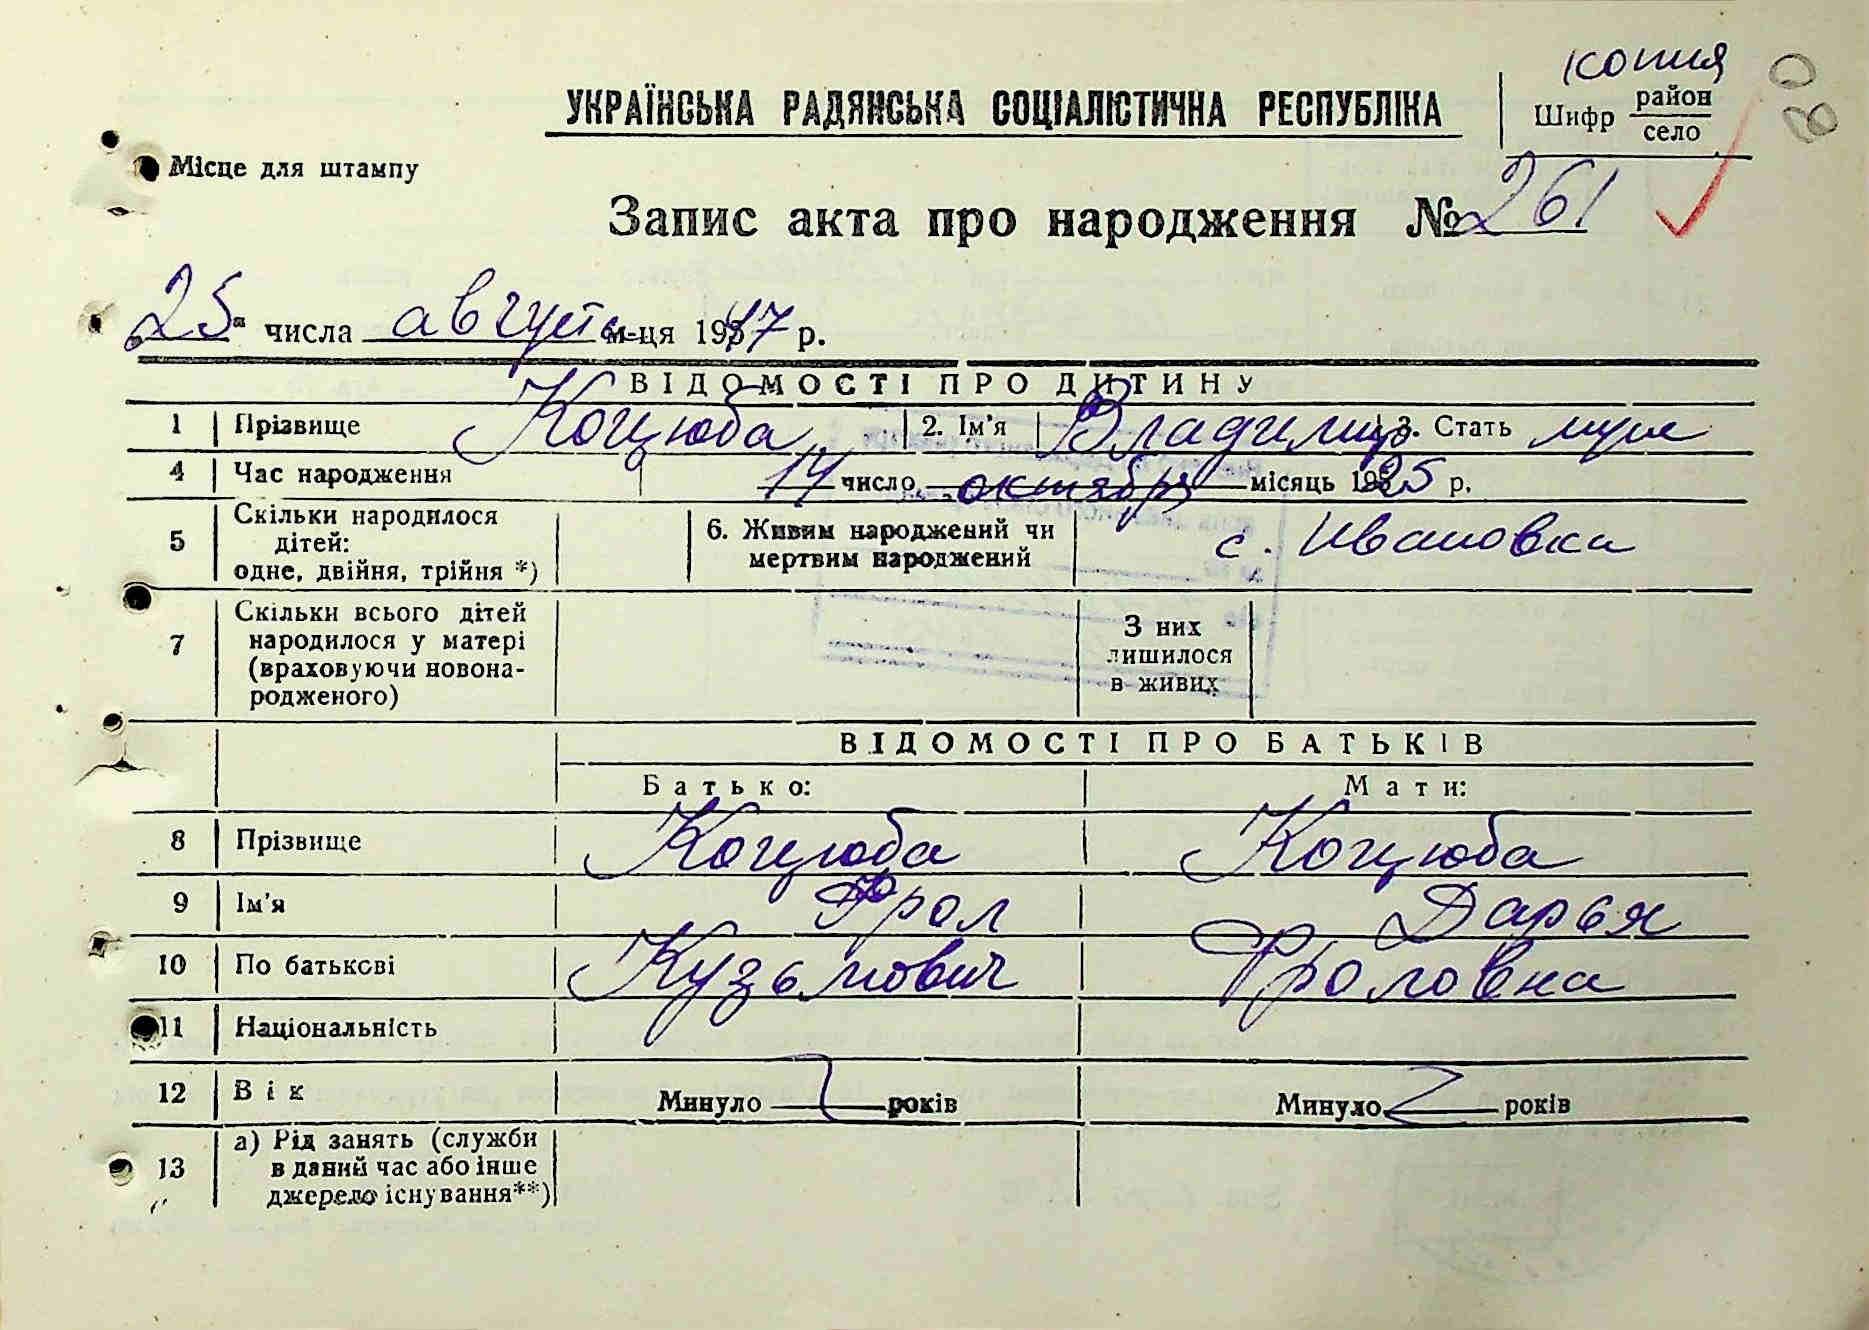 копия
80
УКРАЇНСЬКА РАДЯНСЬКА СОЦІАЛІСТИЧНА РЕСПУБЛІКА
Шифр район
село
Місце для штампу
Запис акта про народження № 261
25" числа августа м-ця 1947 р.
ВІДОМОСТІ ПРО ДИТИНУ
1 Прізвище Коцюба 2. Ім'я Владимир 3. Стать муж
4 Час народження 14 число октября місяць 1925 р.
5 Скільки народилося дітей: одне, двійня, трійня *) 6. Живим народжений чи мертвим народжений с. Ивановка
7 Скільки всього дітей народилося у матері (враховуючи новонародженого) З них лишилося в живих
ВІДОМОСТІ ПРО БАТЬКІВ
Батько: Мати:
8 Прізвище Коцюба Коцюба
9 Ім'я Фрол Дарья
10 По батькові Кузьмович Фроловна
11 Національність
12 Вік Минуло років Минуло років
13 а) Рід занять (служби в даний час або інше джерело існування**)